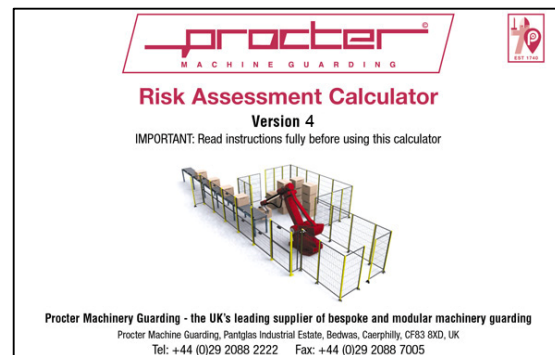 procter
©
MACHINE GUARDING
EST 1740
Risk Assessment Calculator
Version 4
IMPORTANT: Read instructions fully before using this calculator
Procter Machinery Guarding - the UK's leading supplier of bespoke and modular machinery guarding
Procter Machine Guarding, Pantglas Industrial Estate, Bedwas, Caerphilly, CF83 8XD, UK
Tel: +44 (0)29 2088 2222 Fax: +44 (0)29 2088 7005